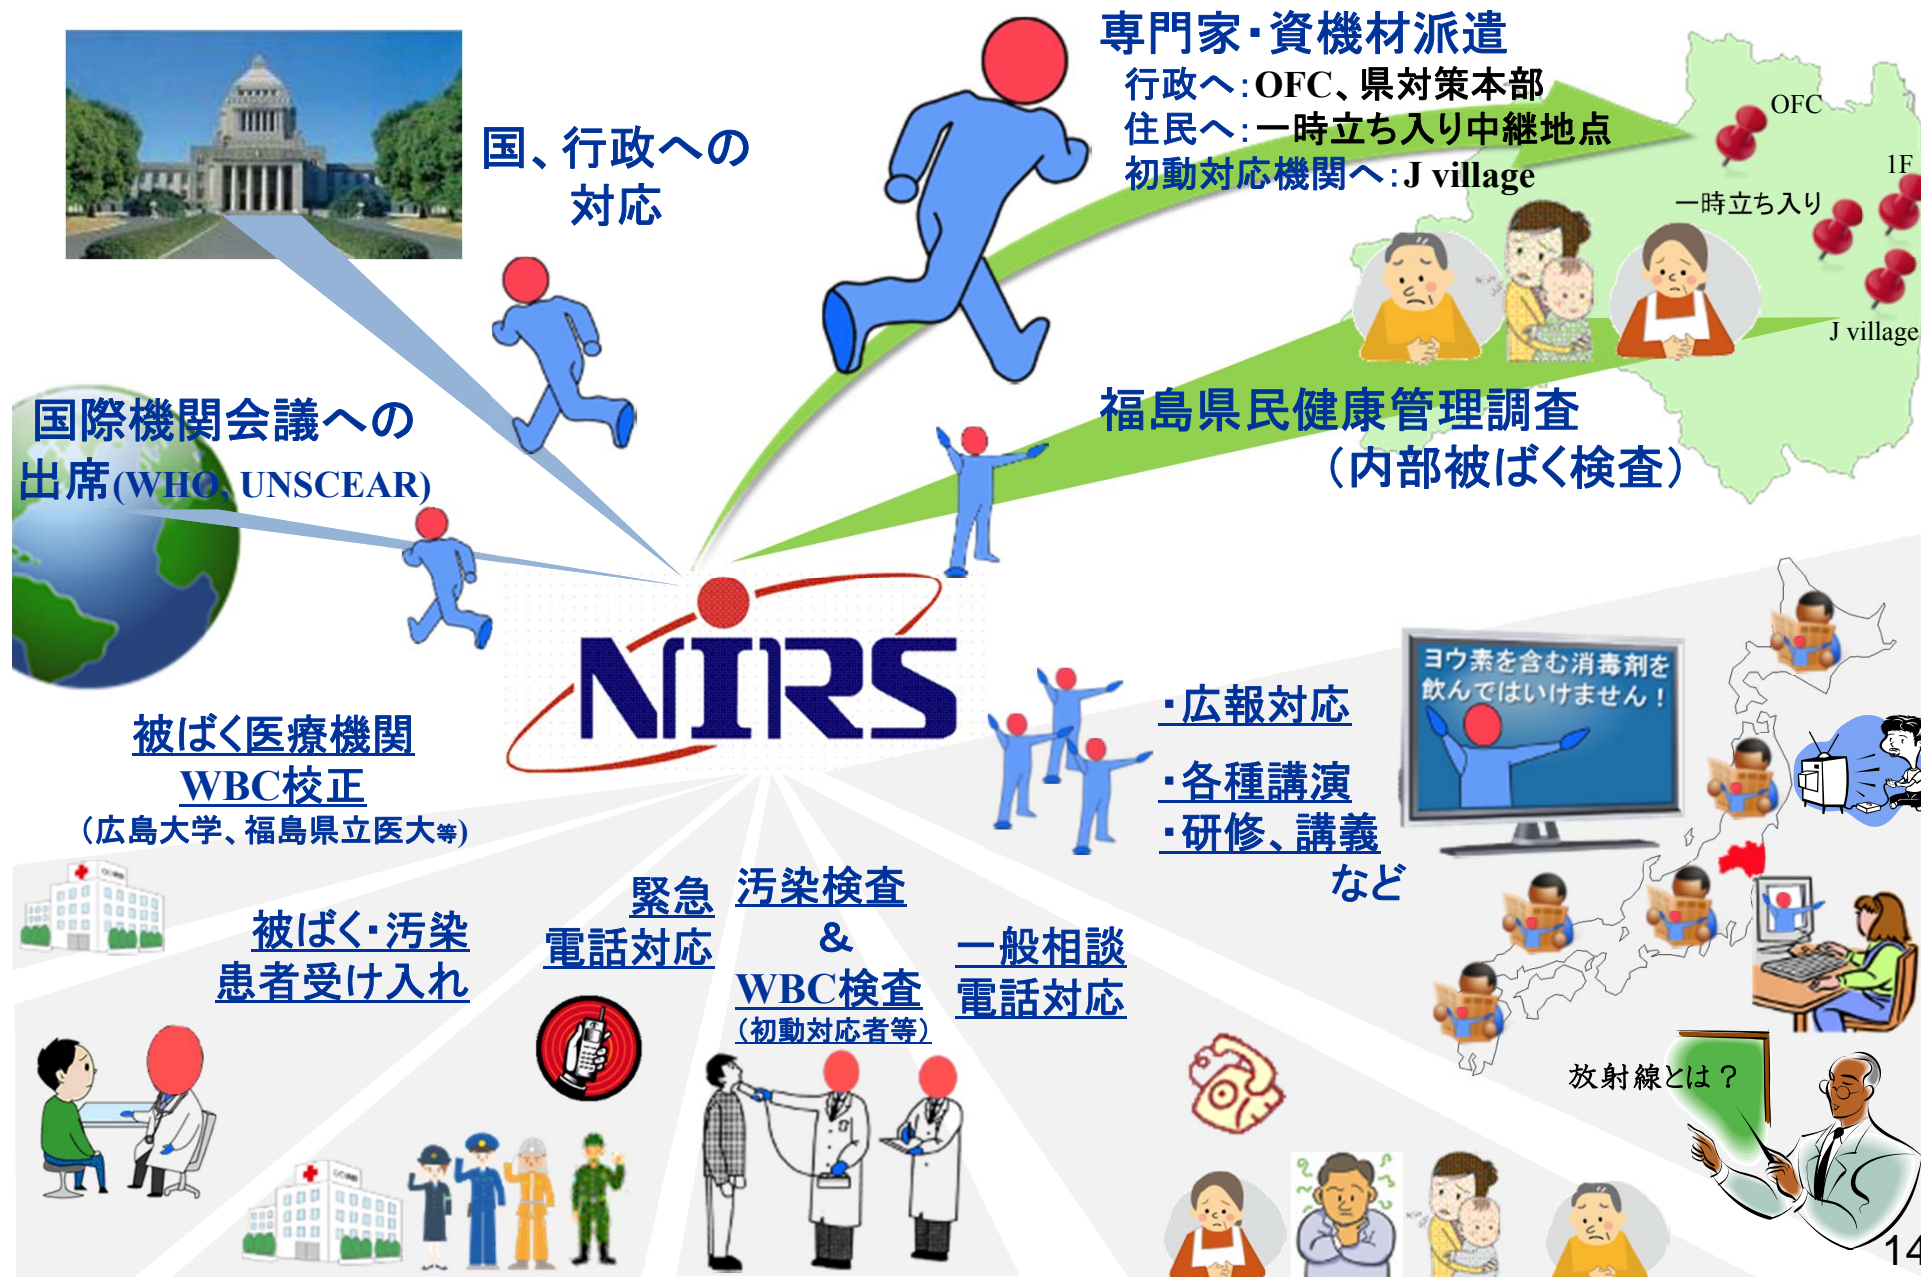 専門家・資機材派遣
行政へ：OFC、県対策本部
住民へ：一時立ち入り中継地点
初動対応機関へ：J village
OFC
1F
一時立ち入り
J village
国、行政への
対応
国際機関会議への
出席(WHO, UNSCEAR)
福島県民健康管理調査
（内部被ばく検査）
NIRS
ヨウ素を含む消毒剤を
飲んではいけません！
・広報対応
・各種講演
・研修、講義
など
被ばく医療機関
WBC校正
（広島大学、福島県立医大等)
被ばく・汚染
患者受け入れ
緊急
電話対応
汚染検査
&
WBC検査
（初動対応者等）
一般相談
電話対応
放射線とは？
14